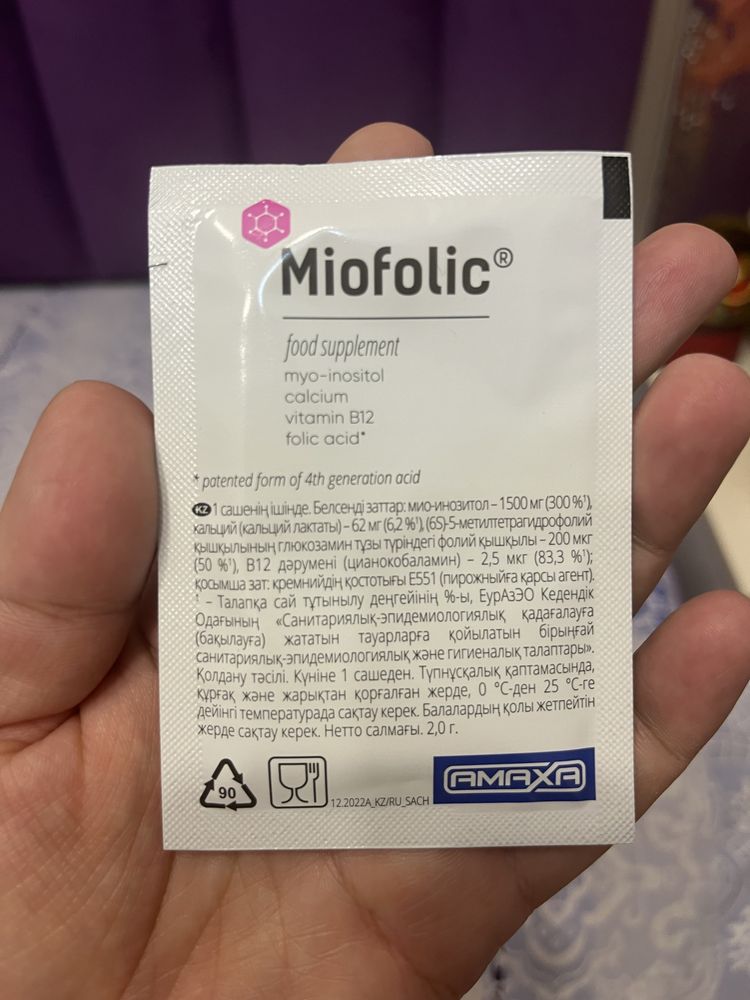 Miofolic®
food supplement
myo-inositol
calcium
vitamin B12
folic acid*
* patented form of 4th generation acid
KZ 1 сашенің ішінде. Белсенді заттар: мио-инозитол – 1500 мг (300 %¹),
кальций (кальций лактаты) – 62 мг (6,2 %¹), (6S)-5-метилтетрагидрофолий
қышқылының глюкозамин тұзы түріндегі фолий қышқылы – 200 мкг
(50 %¹), В12 дәрумені (цианокобаламин) – 2,5 мкг (83,3 %¹);
қосымша зат: кремнийдің қостотығы Е551 (пирожныйға қарсы агент).
¹ – Талапқа сай тұтынылу деңгейінің %-ы, ЕурАзЭО Кедендік
Одағының «Санитариялық-эпидемиологиялық қадағалауға
(бақылауға) жататын тауарларға қойылатын бірыңғай
санитариялық-эпидемиологиялық және гигиеналық талаптары».
Қолдану тәсілі. Күніне 1 сашеден. Түпнұсқалық қаптамасында,
құрғақ және жарықтан қорғалған жерде, 0 °C-ден 25 °C-ге
дейінгі температурада сақтау керек. Балалардың қолы жетпейтін
жерде сақтау керек. Нетто салмағы. 2,0 г.
90
12.2022A_KZ/RU_SACH
AMAXA